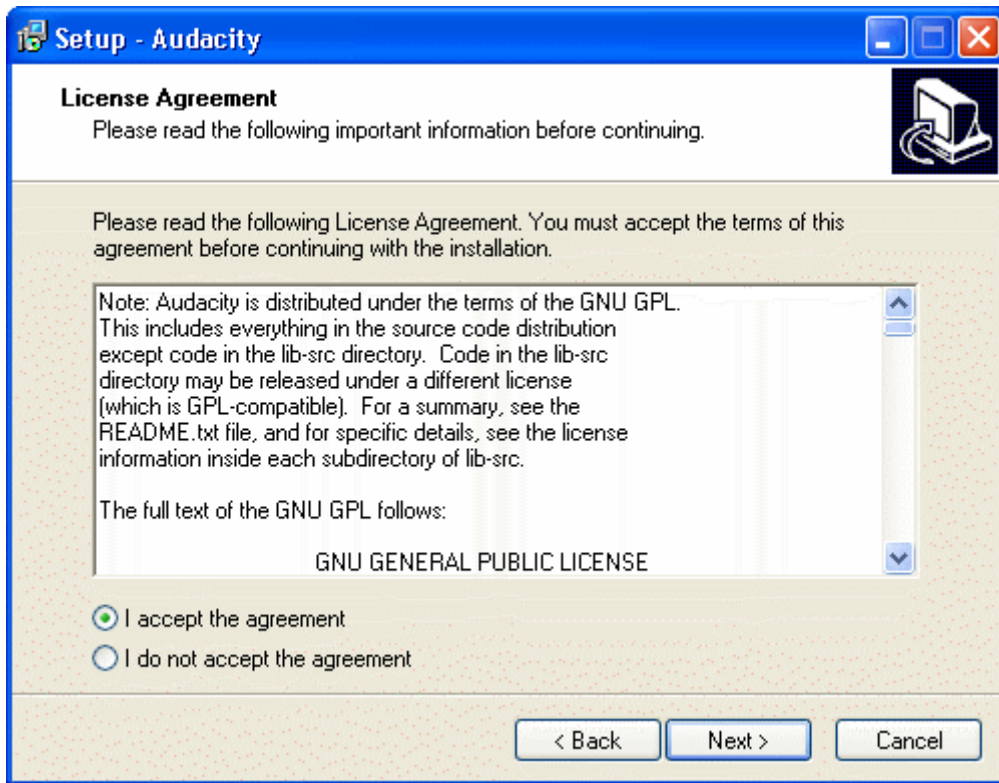 Setup - Audacity
License Agreement
Please read the following important information before continuing.
Please read the following License Agreement. You must accept the terms of this
agreement before continuing with the installation.
Note: Audacity is distributed under the terms of the GNU GPL.
This includes everything in the source code distribution
except code in the lib-src directory.  Code in the lib-src
directory may be released under a different license
(which is GPL-compatible).  For a summary, see the
README.txt file, and for specific details, see the license
information inside each subdirectory of lib-src.
The full text of the GNU GPL follows:
GNU GENERAL PUBLIC LICENSE
I accept the agreement
I do not accept the agreement
< Back
Next >
Cancel